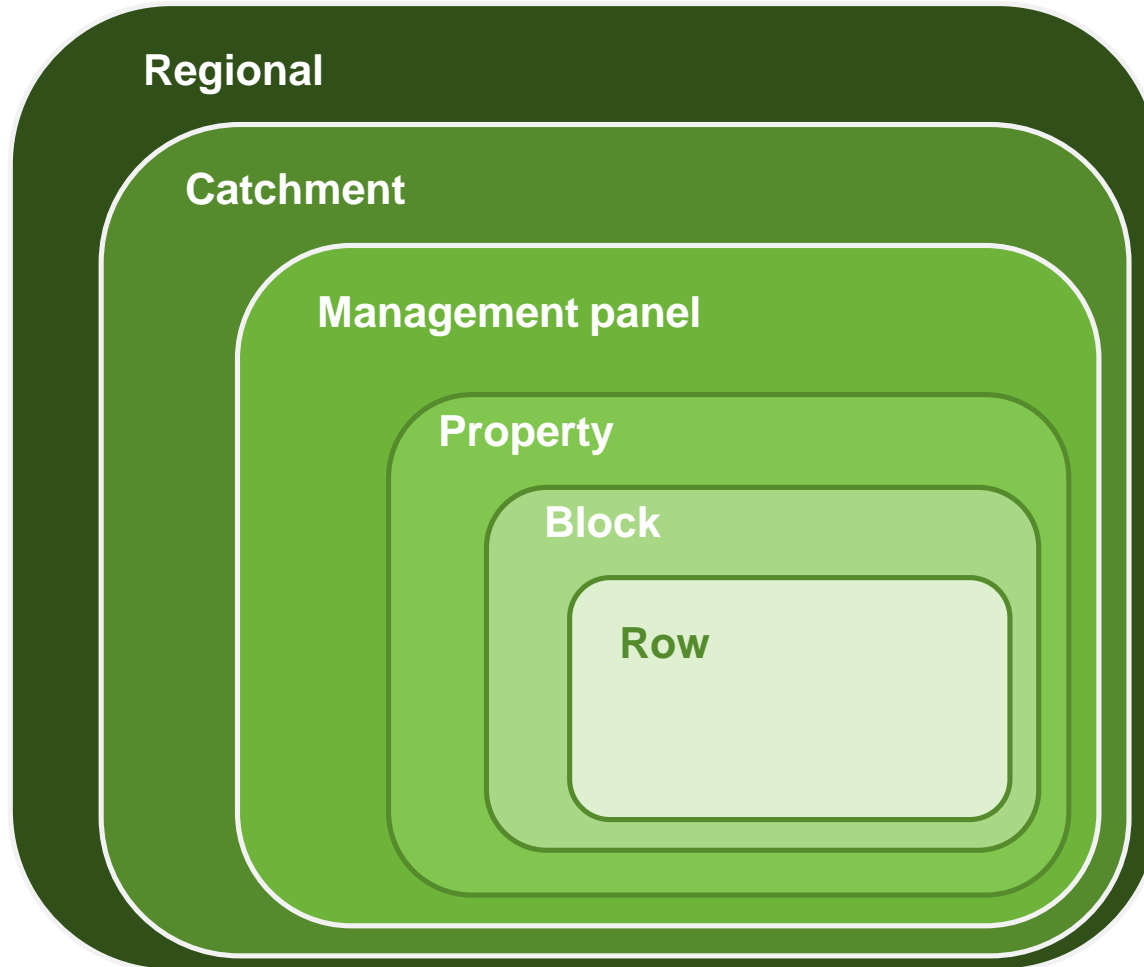 Regional
Catchment
Management panel
Property
Block
Row